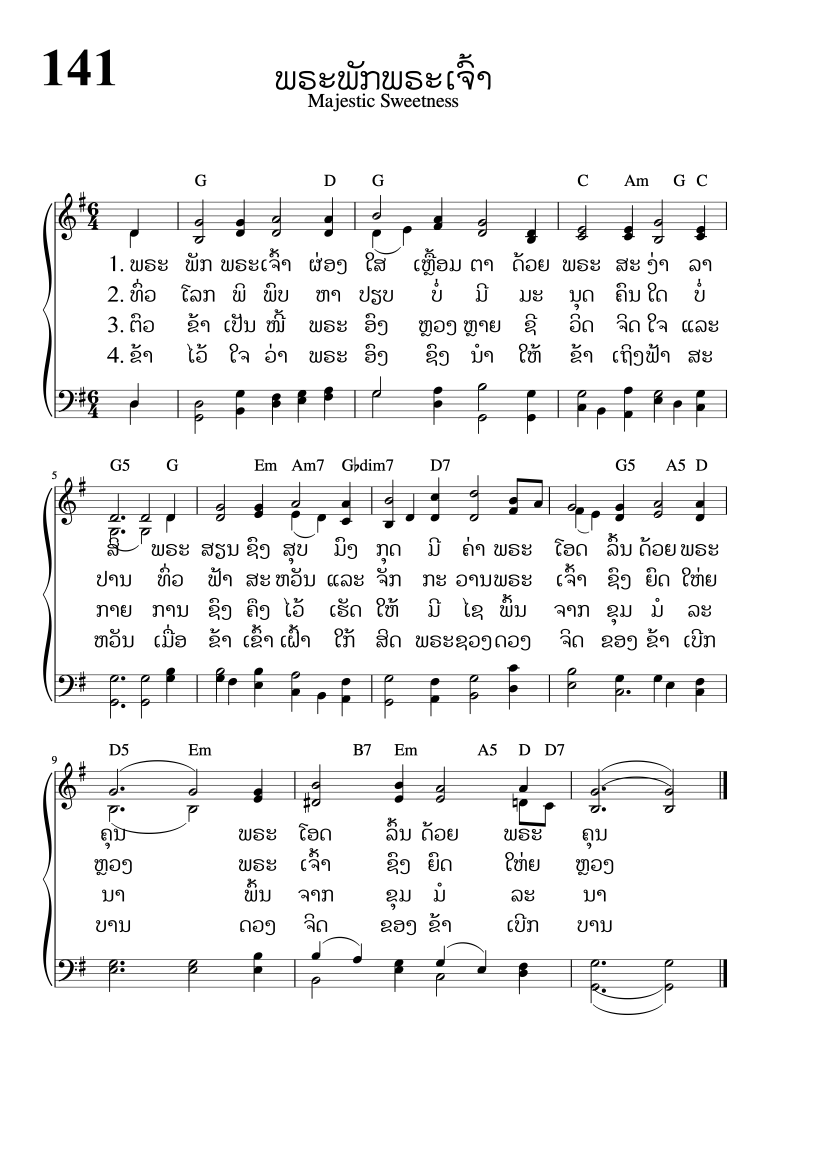 141
ພຣະພັກພຣະເຈົ້າ
Majestic Sweetness
G D G C Am G C
6 4
1. ພຣະ ພັກ ພຣະເຈົ້າ ຜ່ອງ ໃສ ເຫຼື້ອມ ຕາ ດ້ວຍ ພຣະ ສະ ງ່າ ລາ
2. ທົ່ວ ໂລກ ພິ ພົບ ຫາ ປຽບ ບໍ່ ມີ ມະ ນຸດ ຄົນ ໃດ ບໍ່
3. ຕົວ ຂ້າ ເປັນ ໜີ້ ພຣະ ອົງ ຫຼວງ ຫຼາຍ ຊີ ວິດ ຈິດ ໃຈ ແລະ
4. ຂ້າ ໄວ້ ໃຈ ວ່າ ພຣະ ອົງ ຊົງ ນໍາ ໃຫ້ ຂ້າ ເຖິງຟ້າ ສະ
6 4
G5 G Em Am7 G♭dim7 D7 G5 A5 D
5
ສີ ພຣະ ສຽນ ຊົງ ສຸບ ມົງ ກຸດ ມີ ຄ່າ ພຣະ ໂອດ ລົ້ນ ດ້ວຍ ພຣະ
ປານ ທົ່ວ ຟ້າ ສະ ຫວັນ ແລະ ຈັກ ກະ ວານພຣະ ເຈົ້າ ຊົງ ຍົດ ໃຫ່ຍ
ກາຍ ການ ຊົງ ຄຶງ ໄວ້ ເຮັດ ໃຫ້ ມີ ໄຊ ພົ້ນ ຈາກ ຂຸມ ມໍ ລະ
ຫວັນ ເມື່ອ ຂ້າ ເຂົ້າ ເຝົ້າ ໃກ້ ສິດ ພຣະຊວງດວງ ຈິດ ຂອງ ຂ້າ ເບີກ
D5 Em B7 Em A5 D D7
9
ຄຸນ ພຣະ ໂອດ ລົ້ນ ດ້ວຍ ພຣະ ຄຸນ
ຫຼວງ ພຣະ ເຈົ້າ ຊົງ ຍົດ ໃຫ່ຍ ຫຼວງ
ນາ ພົ້ນ ຈາກ ຂຸມ ມໍ ລະ ນາ
ບານ ດວງ ຈິດ ຂອງ ຂ້າ ເບີກ ບານ